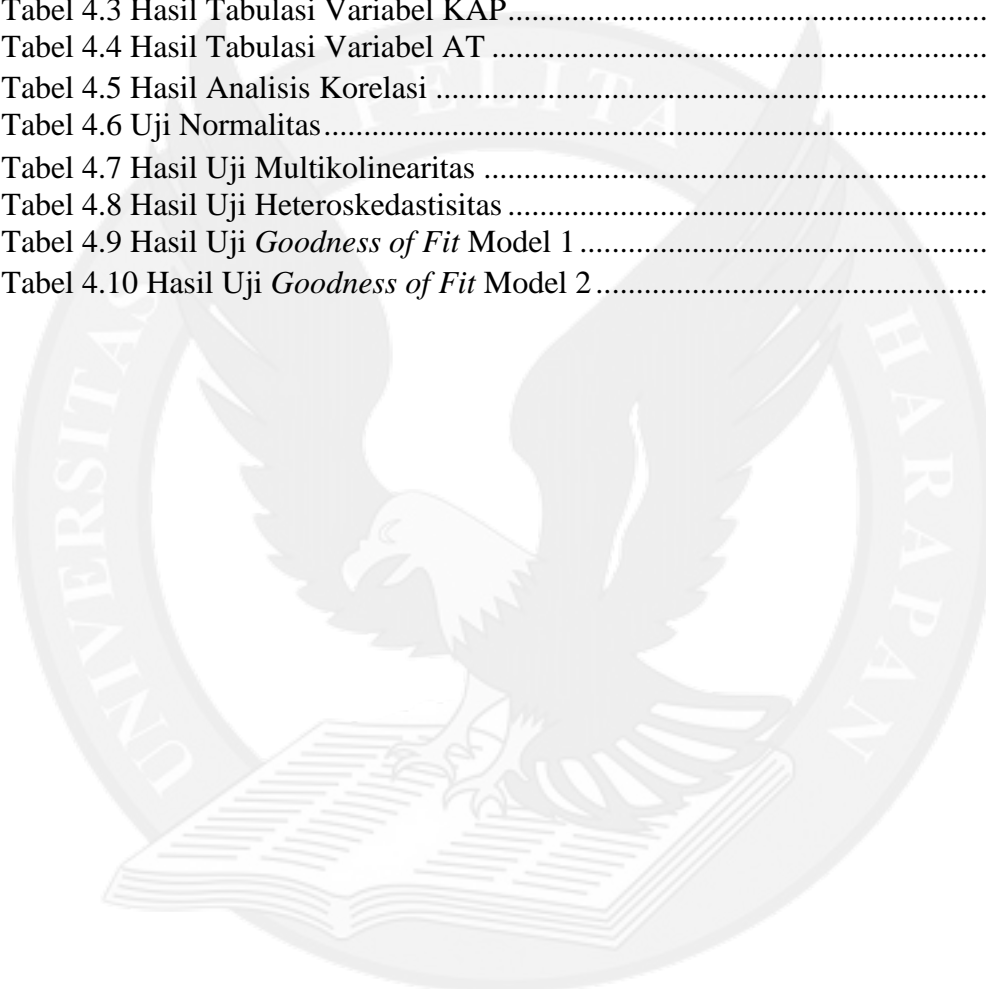 Tabel 4.3 Hasil Tabulasi Variabel KAP..........................................................
Tabel 4.4 Hasil Tabulasi Variabel AT ............................................................
Tabel 4.5 Hasil Analisis Korelasi ...................................................................
Tabel 4.6 Uji Normalitas.................................................................................
Tabel 4.7 Hasil Uji Multikolinearitas .............................................................
Tabel 4.8 Hasil Uji Heteroskedastisitas ..........................................................
Tabel 4.9 Hasil Uji Goodness of Fit Model 1 .................................................
Tabel 4.10 Hasil Uji Goodness of Fit Model 2 ...............................................
UNIVERSITAS PELITA HARAPAN